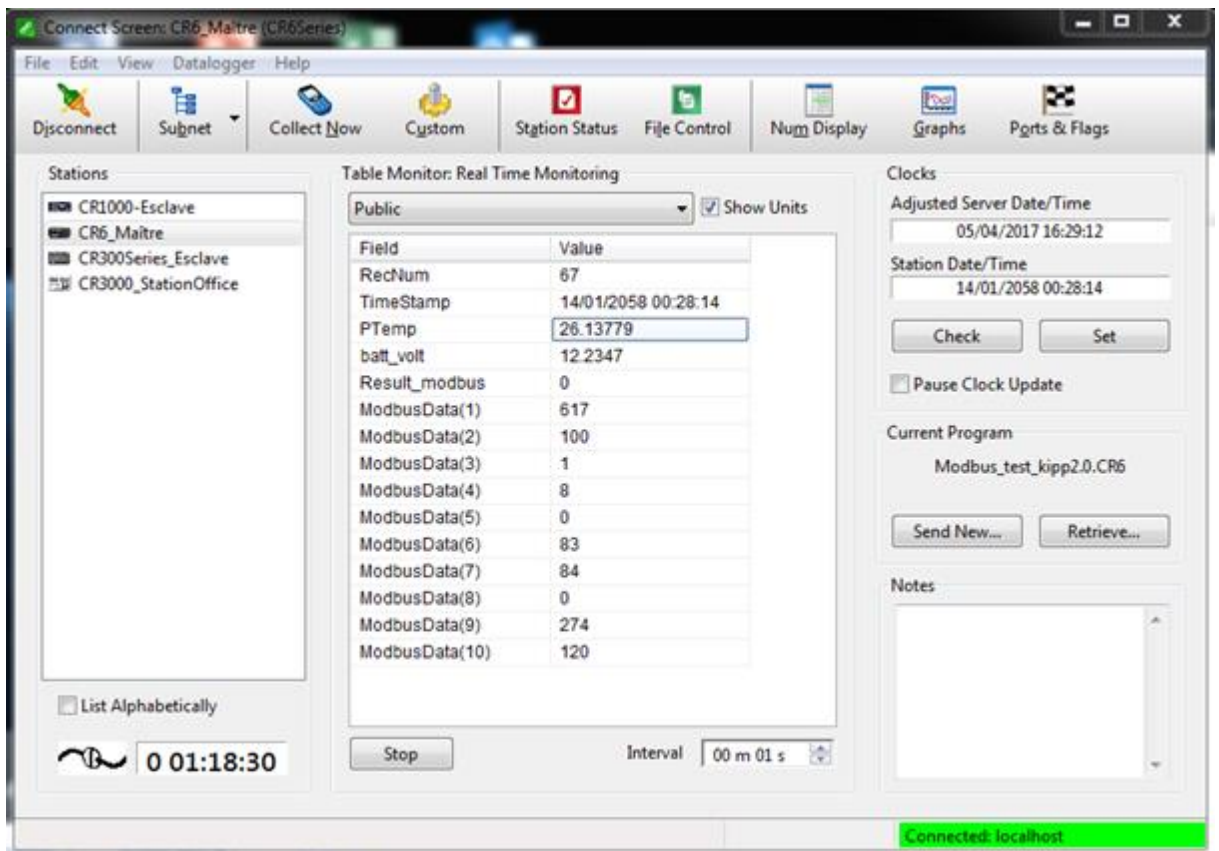 Connect Screen: CR6_Maître (CR6Series)
File Edit View Datalogger Help
Disconnect Subnet Collect Now Custom Station Status File Control Num Display Graphs Ports & Flags
Stations
CR1000-Esclave
CR6_Maître
CR300Series_Esclave
CR3000_StationOffice
List Alphabetically
0 01:18:30
Table Monitor: Real Time Monitoring
Public Show Units
Field Value
RecNum 67
TimeStamp 14/01/2058 00:28:14
PTemp 26.13779
batt_volt 12.2347
Result_modbus 0
ModbusData(1) 617
ModbusData(2) 100
ModbusData(3) 1
ModbusData(4) 8
ModbusData(5) 0
ModbusData(6) 83
ModbusData(7) 84
ModbusData(8) 0
ModbusData(9) 274
ModbusData(10) 120
Stop Interval 00 m 01 s
Clocks
Adjusted Server Date/Time
05/04/2017 16:29:12
Station Date/Time
14/01/2058 00:28:14
Check Set
Pause Clock Update
Current Program
Modbus_test_kipp2.0.CR6
Send New... Retrieve...
Notes
Connected: localhost